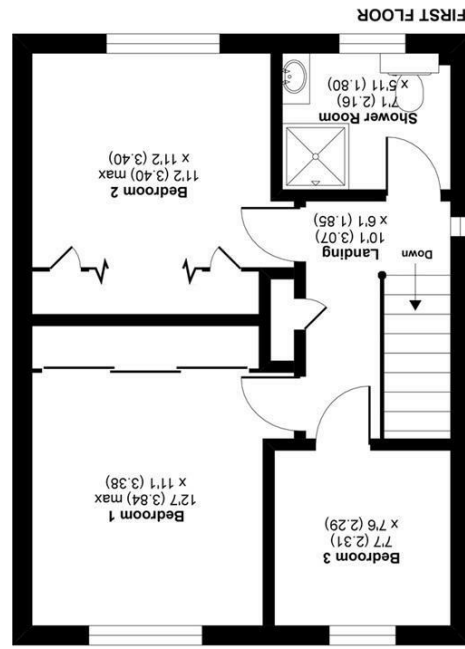 Bedroom 3
7'7 (2.31)
x 7'6 (2.29)
Bedroom 1
12'7 (3.84) max
x 11'1 (3.38)
Down
Landing
10'1 (3.07)
x 6'1 (1.85)
Bedroom 2
11'2 (3.40) max
x 11'2 (3.40)
Shower Room
7'1 (2.16)
x 5'11 (1.80)
FIRST FLOOR